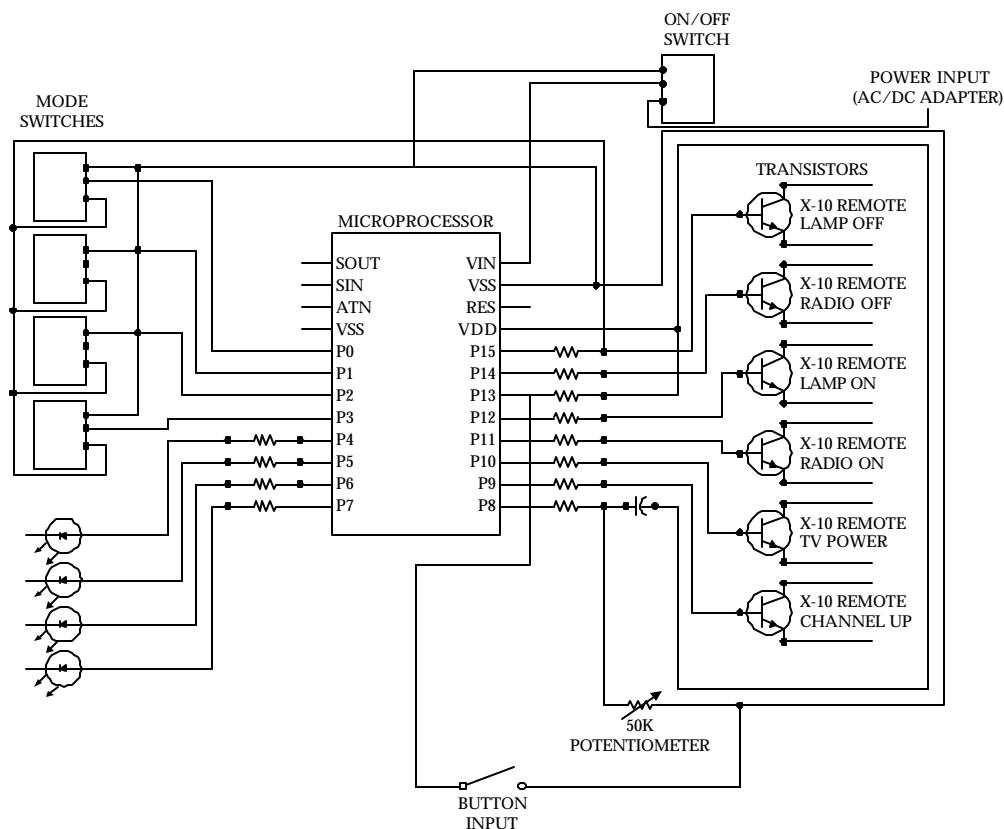 ON/OFF
SWITCH
POWER INPUT
(AC/DC ADAPTER)
MODE
SWITCHES
TRANSISTORS
MICROPROCESSOR
X-10 REMOTE
LAMP OFF
SOUT
VIN
SIN
VSS
ATN
RES
VSS
VDD
X-10 REMOTE
RADIO OFF
P0
P15
P1
P14
P2
P13
P3
P12
X-10 REMOTE
LAMP ON
P4
P11
P5
P10
P6
P9
P7
P8
X-10 REMOTE
RADIO ON
X-10 REMOTE
TV POWER
X-10 REMOTE
CHANNEL UP
50K
POTENTIOMETER
BUTTON
INPUT